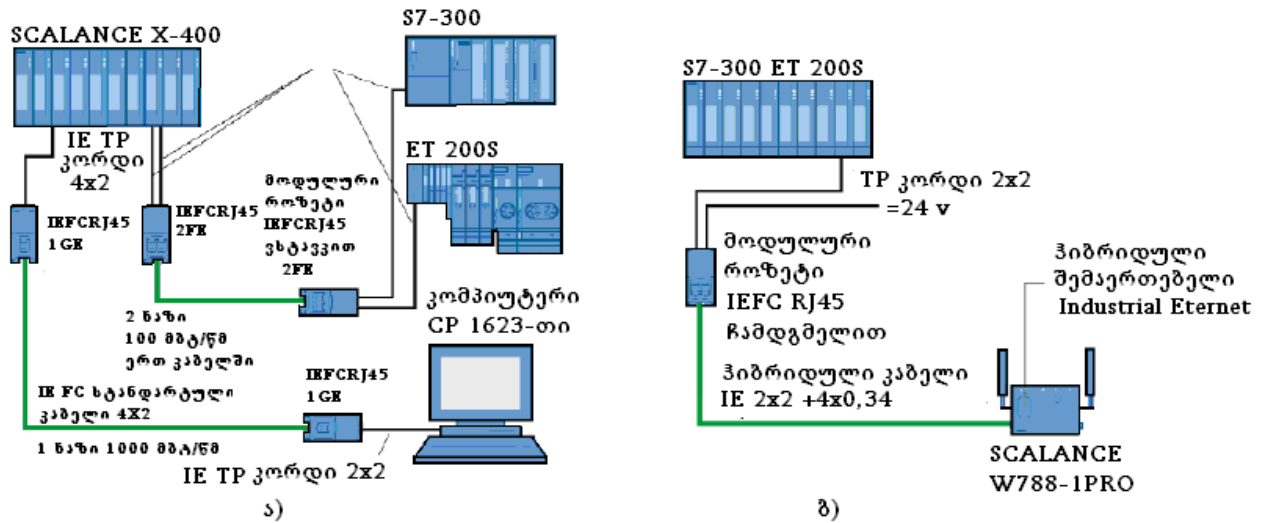 SCALANCE X-400
S7-300
IE TP
კორდი
4x2
ET 200S
IEFCRJ45
1GE
IEFCRJ45
2FE
მოდულური
როზეტი
IEFCRJ45
ვსტავკით
2FE
2 ხაზი
100 მბტ/წმ
ერთ კაბელში
კომპიუტერი
CP 1623-თი
IE FC სტანდარტული
კაბელი 4X2
IEFCRJ45
1GE
1 ხაზი 1000 მბტ/წმ
IE TP კორდი 2x2
ა)
S7-300 ET 200S
TP კორდი 2x2
=24 v
მოდულური
როზეტი
IEFC RJ45
ჩამდგმელით
ჰიბრიდული
შემაერთებელი
Industrial Eternet
ჰიბრიდული კაბელი
IE 2x2 +4x0,34
SCALANCE
W788-1PRO
ბ)